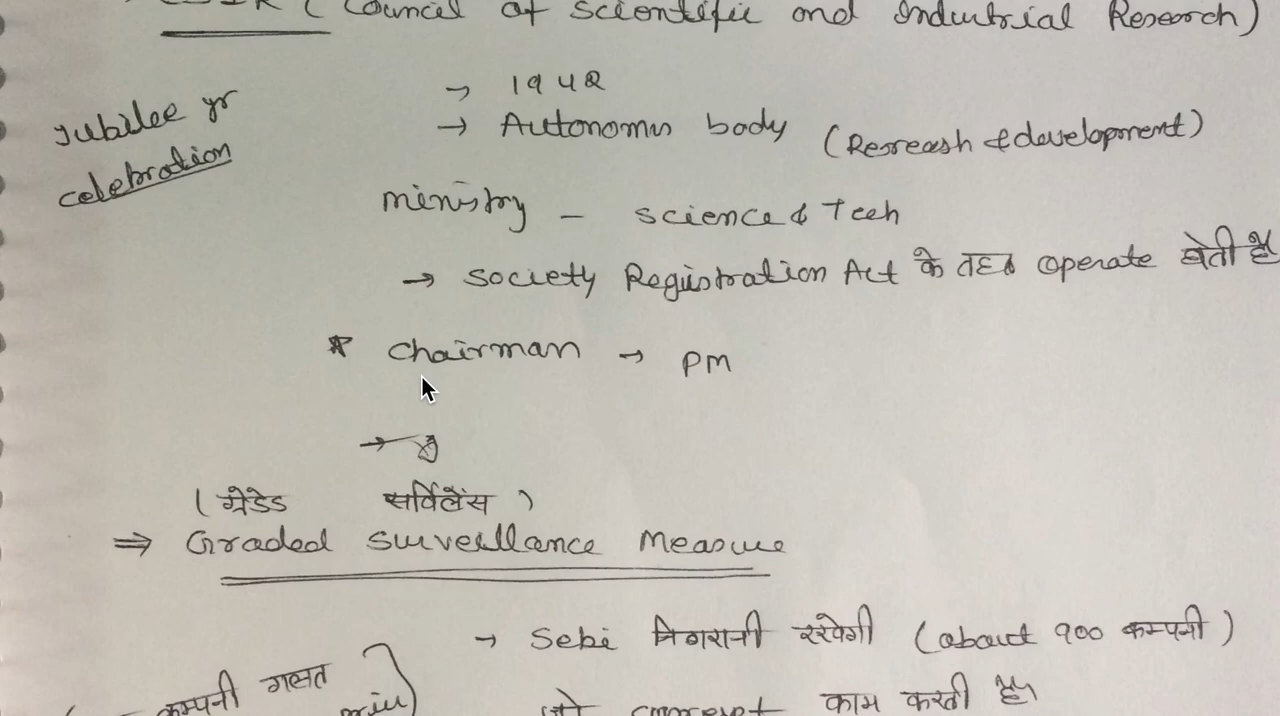 ( Council of Scientific and Industrial Research)
Jubilee yr
celebration
→ 1942
→ Autonomus body (Resreash & development)
ministry - science & Tech
→ society Registration Act के तहत operate होती है
* Chairman → PM
→
(ग्रेडेड सर्विलेंस )
⇒ Graded surveillance Measure
→ Sebi निगरानी रखेगी (about 900 कम्पनी )
कम्पनी गलत
जो काम करती है